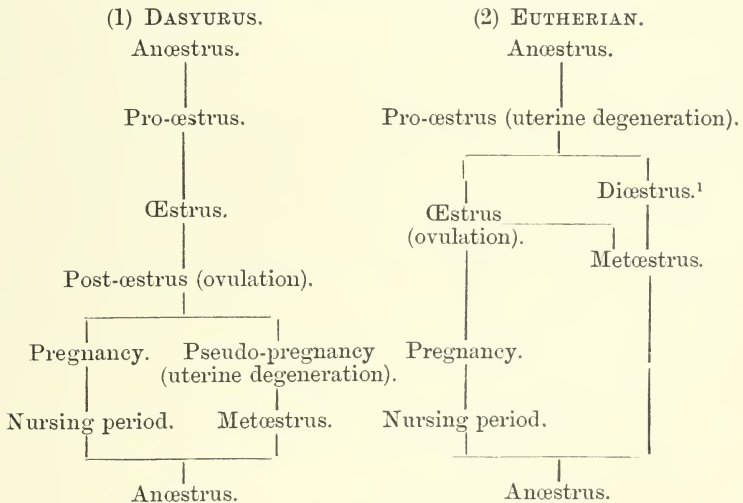 (1) DASYURUS.
Anœstrus.
Pro-œstrus.
Œstrus.
Post-œstrus (ovulation).
Pregnancy. Pseudo-pregnancy
(uterine degeneration).
Nursing period. Metœstrus.
Anœstrus.
(2) EUTHERIAN.
Anœstrus.
Pro-œstrus (uterine degeneration).
Diœstrus.¹
Œstrus
(ovulation).
Metœstrus.
Pregnancy.
Nursing period.
Anœstrus.